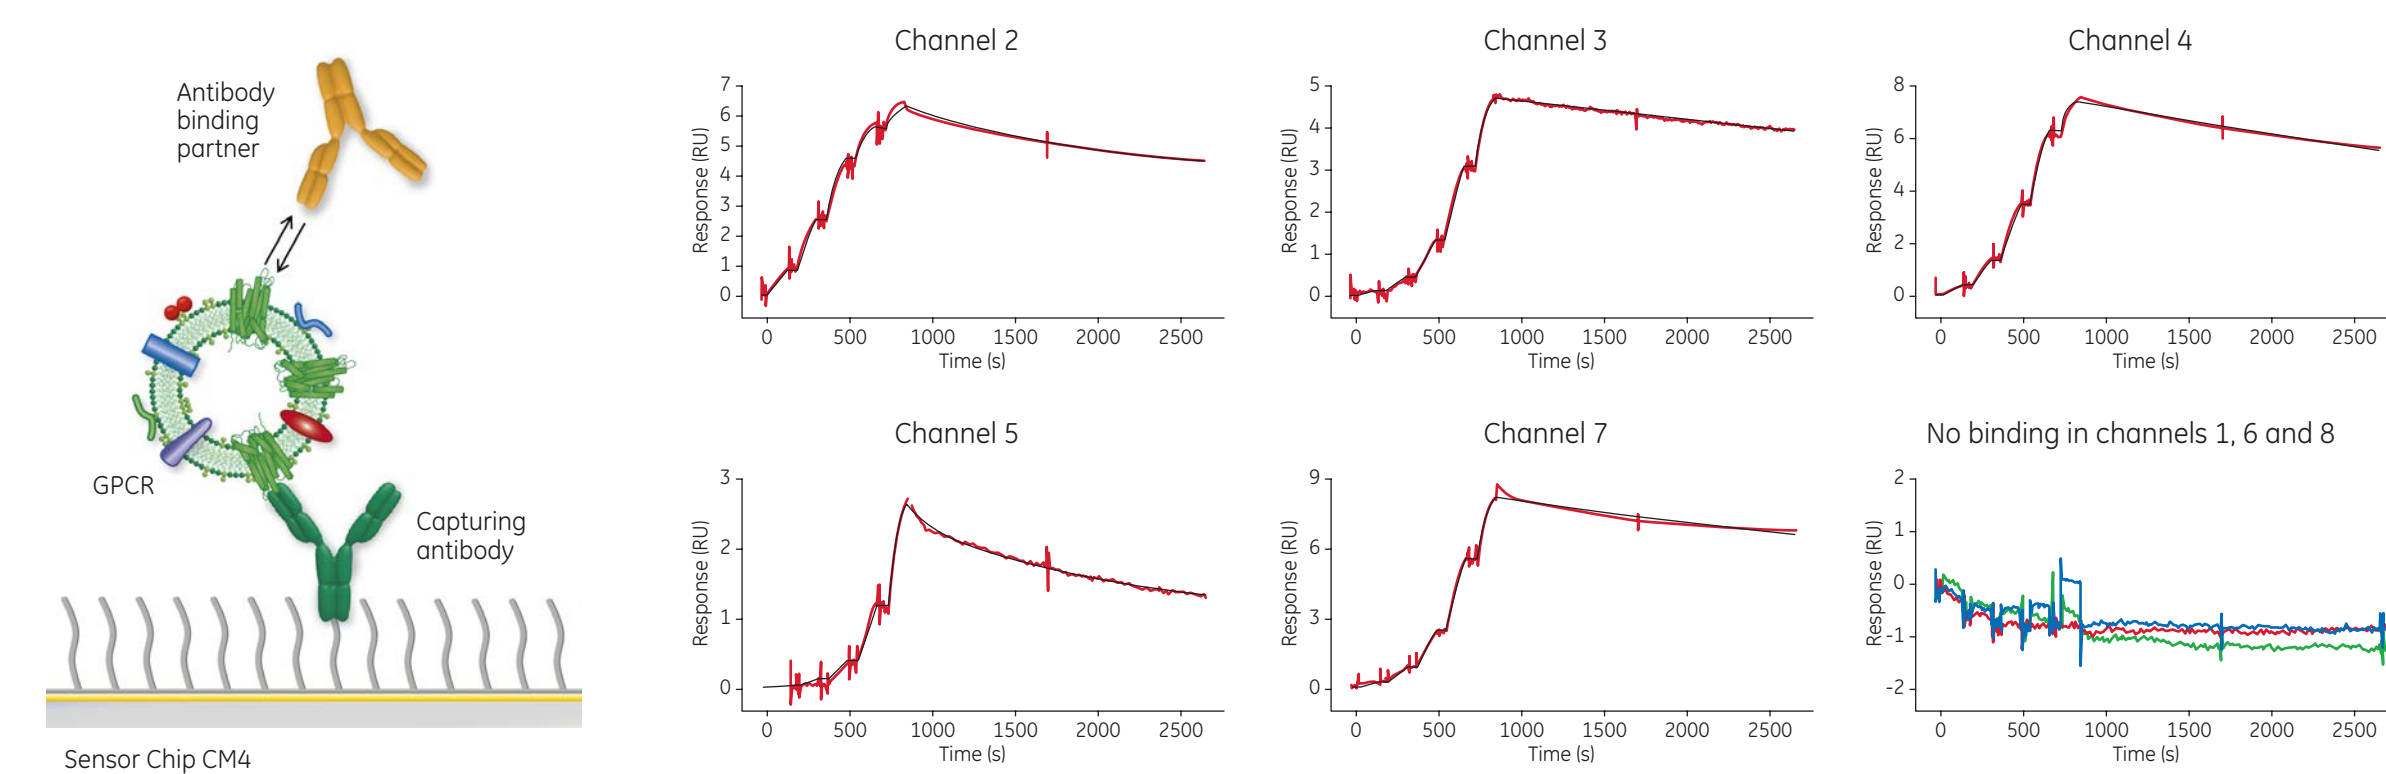 Antibody
binding
partner
GPCR
Capturing
antibody
Sensor Chip CM4
Channel 2
7
6
5
4
3
2
1
0
Response (RU)
0 500 1000 1500 2000 2500
Time (s)
Channel 3
5
4
3
2
1
0
Response (RU)
0 500 1000 1500 2000 2500
Time (s)
Channel 4
8
6
4
2
0
Response (RU)
0 500 1000 1500 2000 2500
Time (s)
Channel 5
3
2
1
0
Response (RU)
0 500 1000 1500 2000 2500
Time (s)
Channel 7
9
6
3
0
Response (RU)
0 500 1000 1500 2000 2500
Time (s)
No binding in channels 1, 6 and 8
2
1
0
-1
-2
Response (RU)
0 500 1000 1500 2000 2500
Time (s)